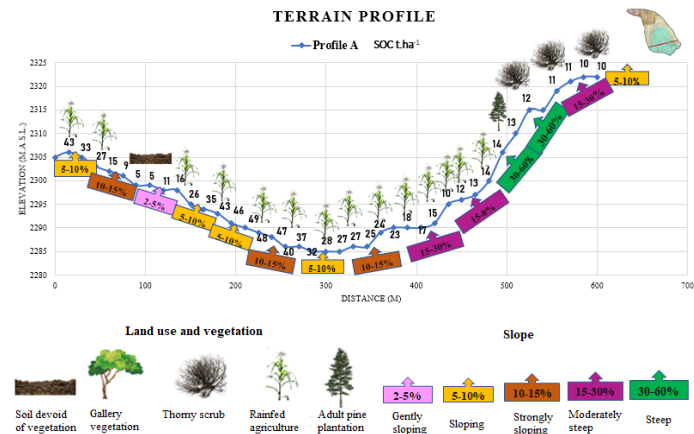 TERRAIN PROFILE
Profile A SOC t.ha-1
ELEVATION (M.A.S.L.)
2325
2320
2315
2310
2305
2300
2295
2290
2285
2280
43 33 27 15 9 5 5 11 16 26 35 43 46 49 48 47 40 37 32 28 27 27 25 24 23 18 17 15 10 12 13 14 14 13 12 11 11 10 10
5-10%
10-15%
2-5%
5-10%
5-10%
10-15%
5-10%
10-15%
15-30%
15-0%
30-60%
30-60%
15-30%
5-10%
0 100 200 300 400 500 600 700
DISTANCE (M)
Land use and vegetation
Soil devoid
of vegetation
Gallery
vegetation
Thorny scrub
Rainfed
agriculture
Adult pine
plantation
Slope
2-5% 5-10% 10-15% 15-30% 30-60%
Gently
sloping
Sloping
Strongly
sloping
Moderately
steep
Steep